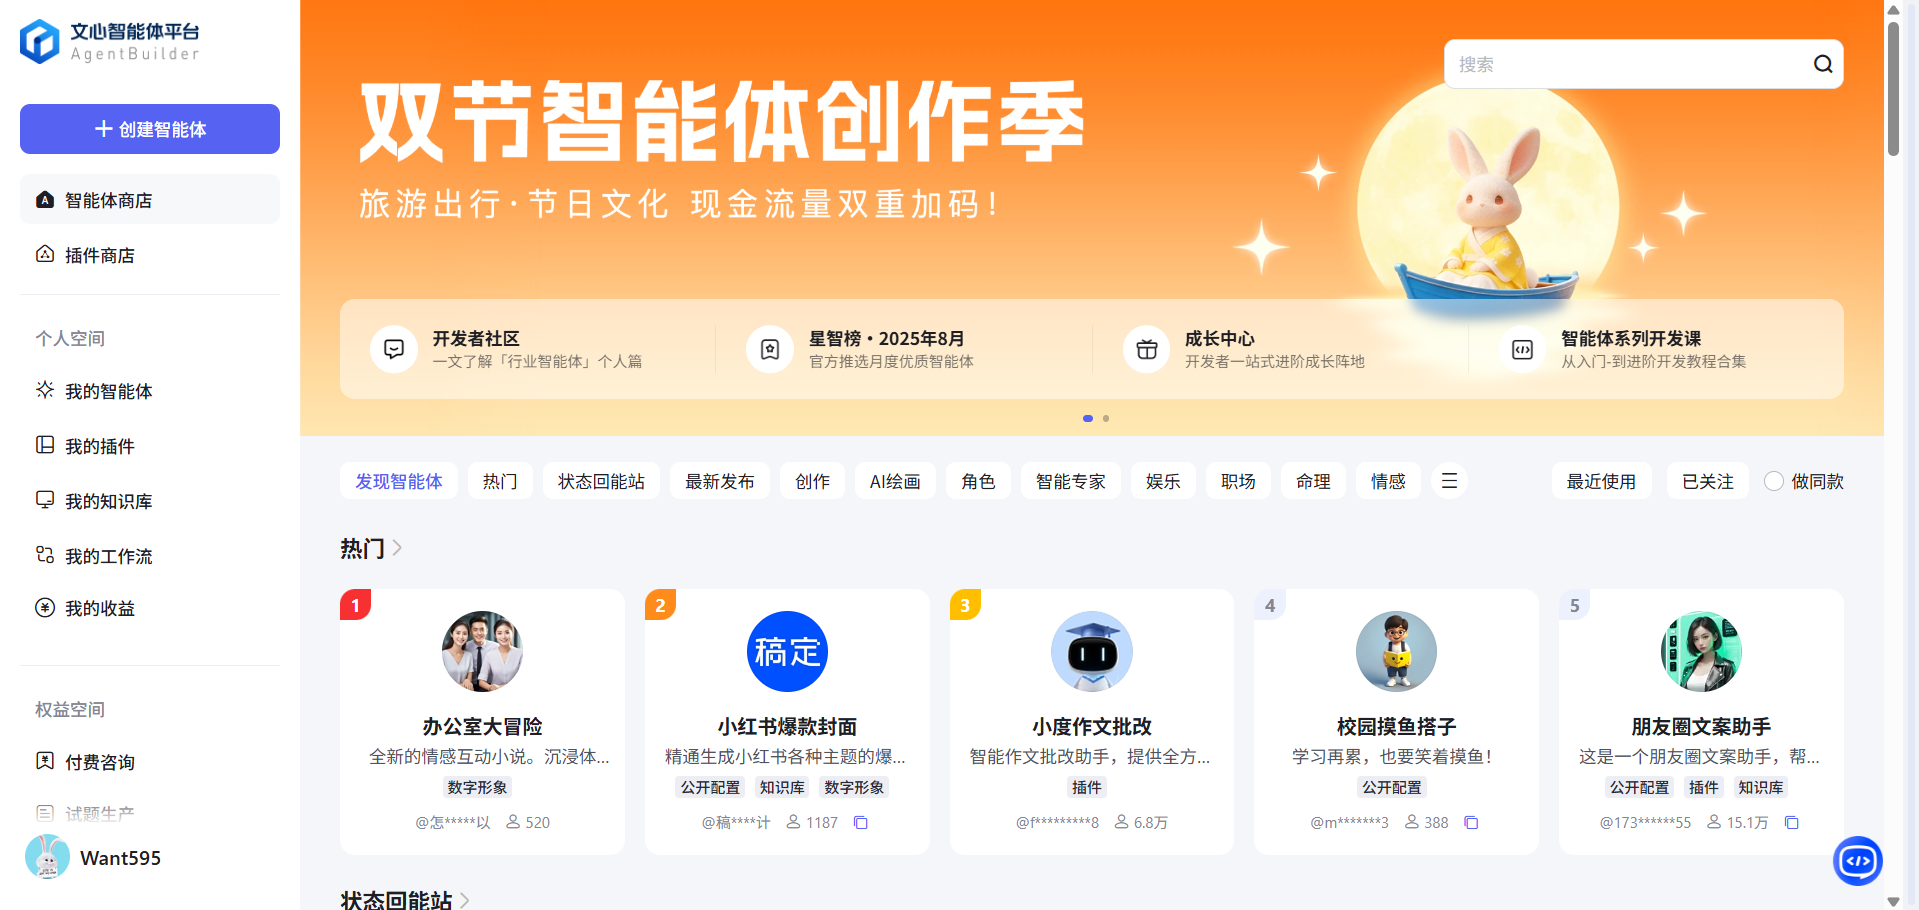 文心智能体平台
AgentBuilder
创建智能体
智能体商店
插件商店
个人空间
我的智能体
我的插件
我的知识库
我的工作流
我的收益
权益空间
付费咨询
试题生产
Want595
搜索
双节智能体创作季
旅游出行·节日文化 现金流量双重加码!
开发者社区
一文了解「行业智能体」个人篇
星智榜·2025年8月
官方推选月度优质智能体
成长中心
开发者一站式进阶成长阵地
智能体系列开发课
从入门-到进阶开发教程合集
发现智能体 热门 状态回能站 最新发布 创作 AI绘画 角色 智能专家 娱乐 职场 命理 情感 最近使用 已关注 做同款
热门
1
办公室大冒险
全新的情感互动小说。沉浸体...
数字形象
@怎*****以 520
2
稿定
小红书爆款封面
精通生成小红书各种主题的爆...
公开配置 知识库 数字形象
@稿****计 1187
3
小度作文批改
智能作文批改助手，提供全方...
插件
@f*********8 6.8万
4
校园摸鱼搭子
学习再累，也要笑着摸鱼！
公开配置
@m*******3 388
5
朋友圈文案助手
这是一个朋友圈文案助手，帮...
公开配置 插件 知识库
@173******55 15.1万
状态回能站